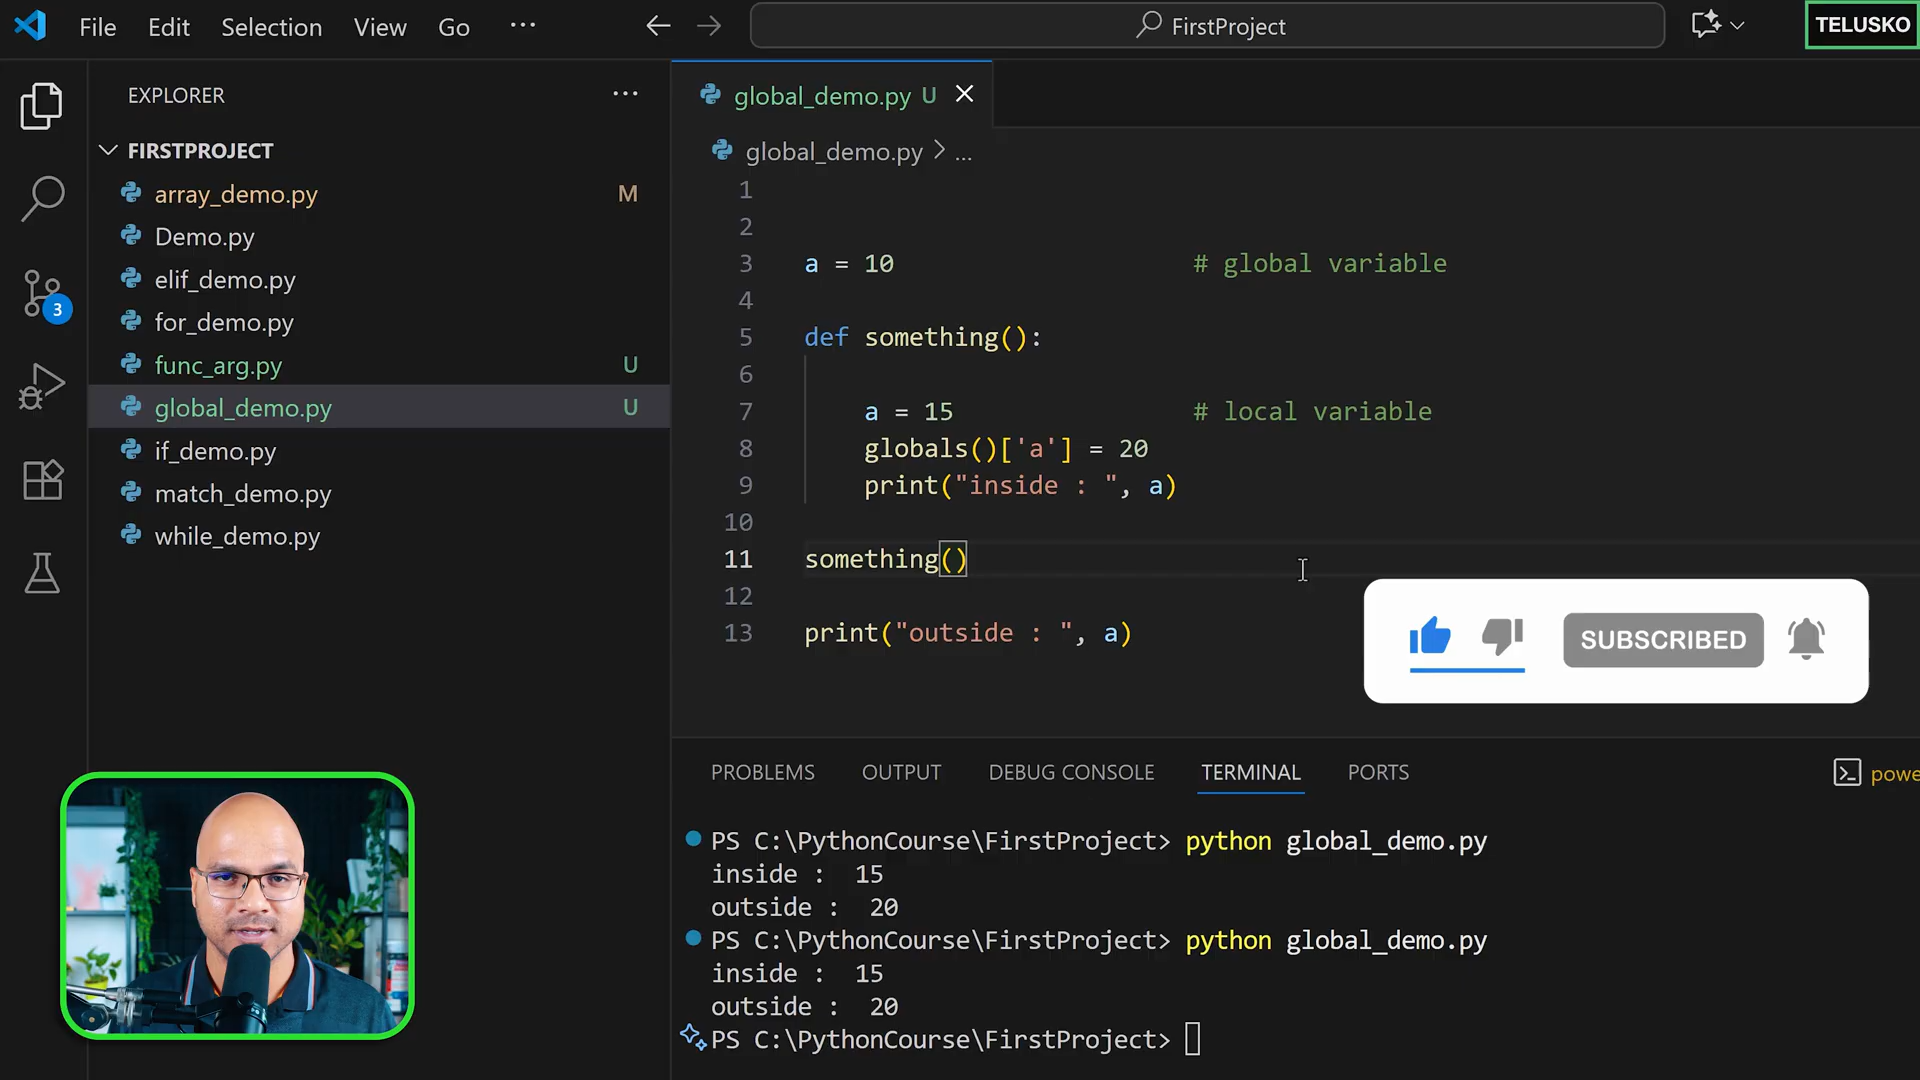 File Edit Selection View Go ··· FirstProject TELUSKO
EXPLORER ···
FIRSTPROJECT
array_demo.py M
Demo.py
elif_demo.py
for_demo.py
func_arg.py U
global_demo.py U
if_demo.py
match_demo.py
while_demo.py
3
global_demo.py U
global_demo.py > ...
1
2
3 a = 10 # global variable
4
5 def something():
6
7 a = 15 # local variable
8 globals()['a'] = 20
9 print("inside : ", a)
10
11 something()
12
13 print("outside : ", a)
SUBSCRIBED
PROBLEMS OUTPUT DEBUG CONSOLE TERMINAL PORTS powe
PS C:\PythonCourse\FirstProject> python global_demo.py
inside :  15
outside :  20
PS C:\PythonCourse\FirstProject> python global_demo.py
inside :  15
outside :  20
PS C:\PythonCourse\FirstProject>